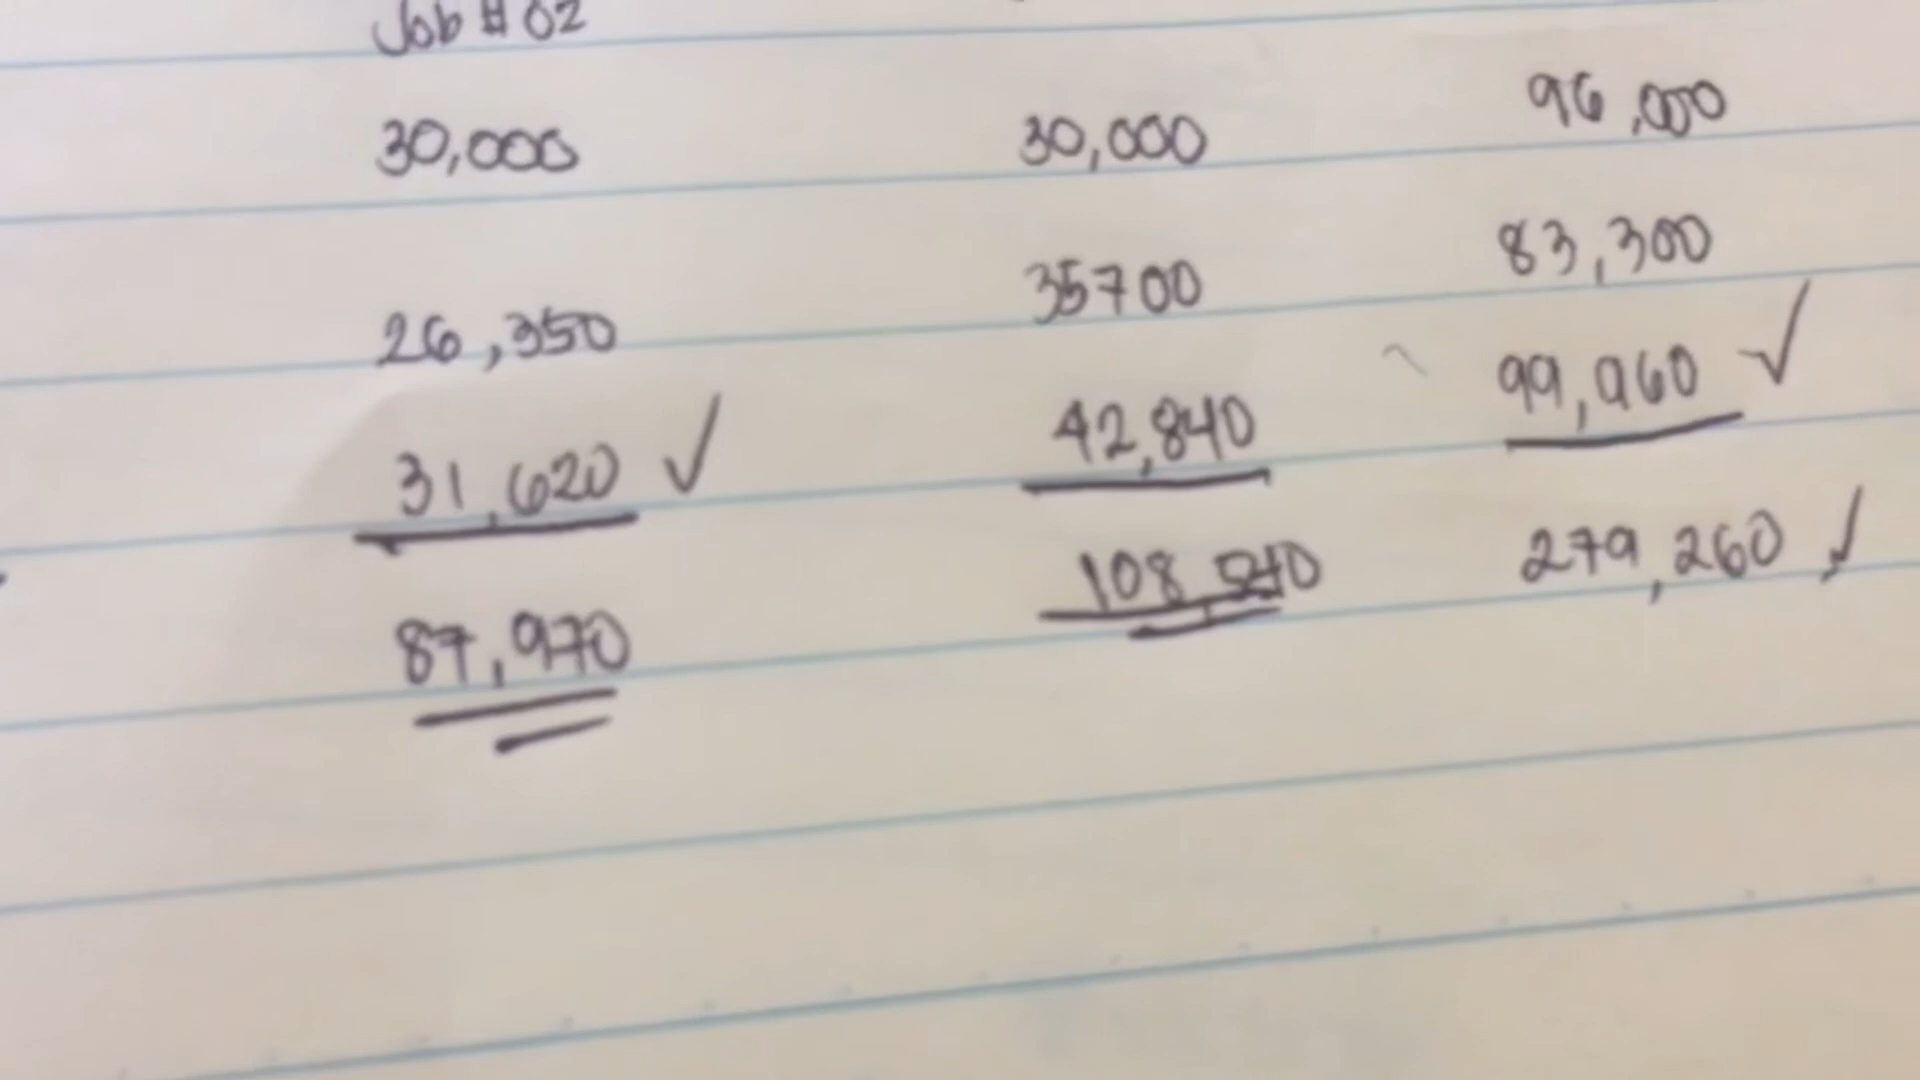 Job # 02
30,000 30,000 96,000
26,350 35700 83,300
31,620 ✓ 42,840 99,960 ✓
87,970 108,540 279,260 ✓